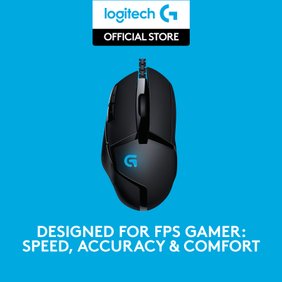 logitech G
OFFICIAL STORE
DESIGNED FOR FPS GAMER:
SPEED, ACCURACY & COMFORT